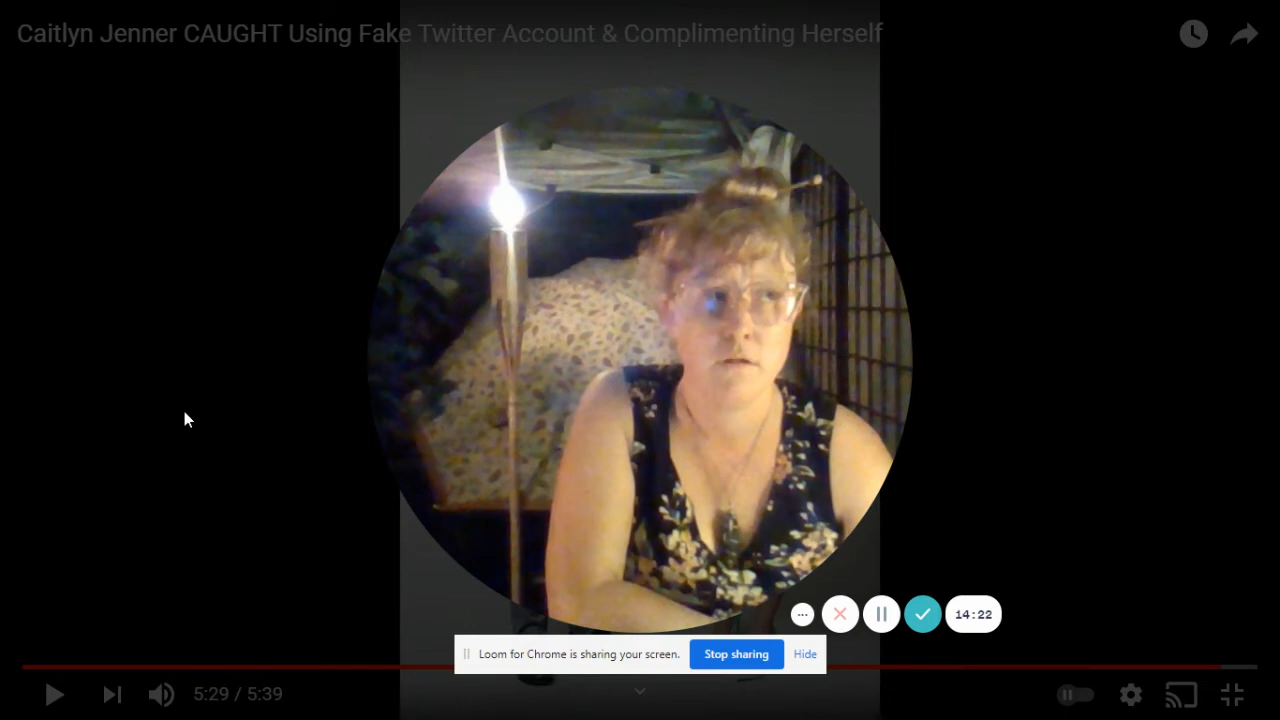 Caitlyn Jenner CAUGHT Using Fake Twitter Account & Complimenting Herself
14:22
Loom for Chrome is sharing your screen. Stop sharing Hide
5:29 / 5:39